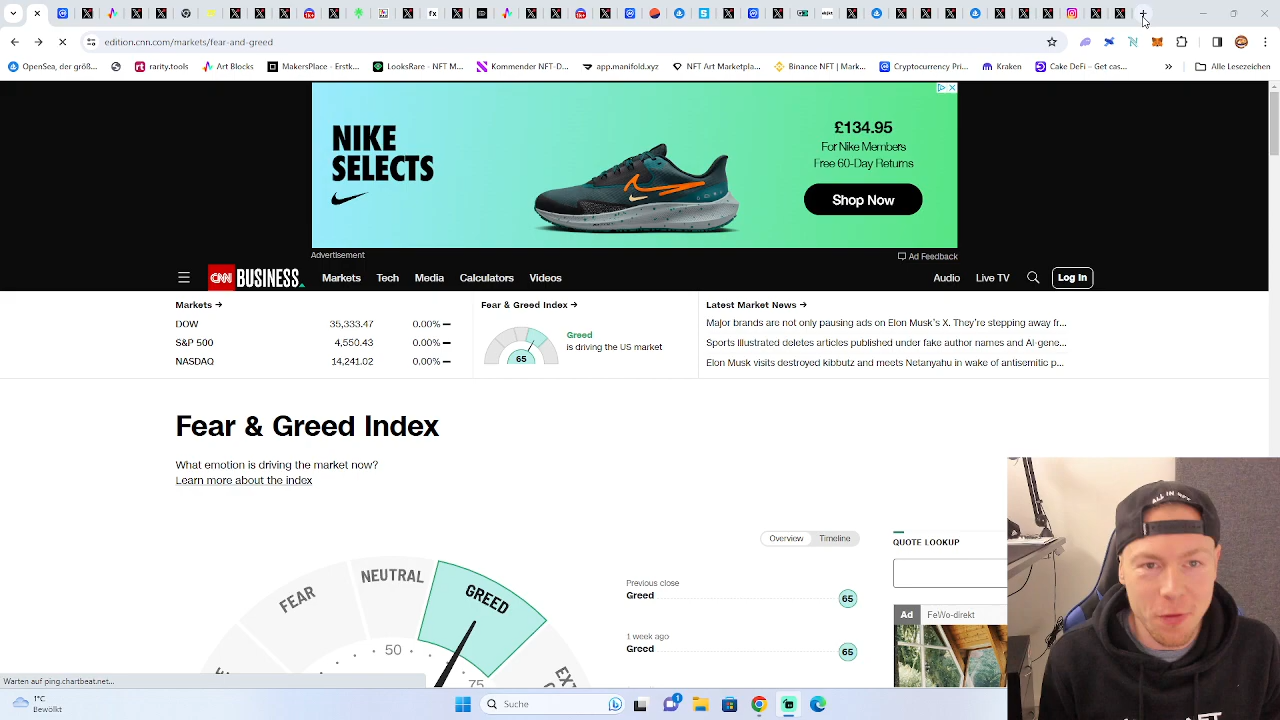 edition.cnn.com/markets/fear-and-greed
OpenSea, der größ... rarity.tools Art Blocks MakersPlace - Erstk... LooksRare - NFT M... Kommender NFT-D... app.manifold.xyz NFT Art Marketpla... Binance NFT | Mark... Cryptocurrency Pri... Kraken Cake DeFi – Get cas... » Alle Lesezeichen
NIKE
SELECTS
£134.95
For Nike Members
Free 60-Day Returns
Shop Now
Advertisement
Ad Feedback
CNN BUSINESS Markets Tech Media Calculators Videos Audio Live TV Log In
Markets →
DOW 35,333.47 0.00%
S&P 500 4,550.43 0.00%
NASDAQ 14,241.02 0.00%
Fear & Greed Index →
Greed
is driving the US market
65
Latest Market News →
Major brands are not only pausing ads on Elon Musk's X. They're stepping away fr...
Sports Illustrated deletes articles published under fake author names and AI-gene...
Elon Musk visits destroyed kibbutz and meets Netanyahu in wake of antisemitic p...
Fear & Greed Index
What emotion is driving the market now?
Learn more about the index
Overview Timeline
FEAR
NEUTRAL
GREED
50
75
Previous close
Greed 65
1 week ago
Greed 65
QUOTE LOOKUP
Ad FeWo-direkt
ALL IN NFT
Warten auf ping.chartbeat.net...
1°C
Bewölkt
Suche
1